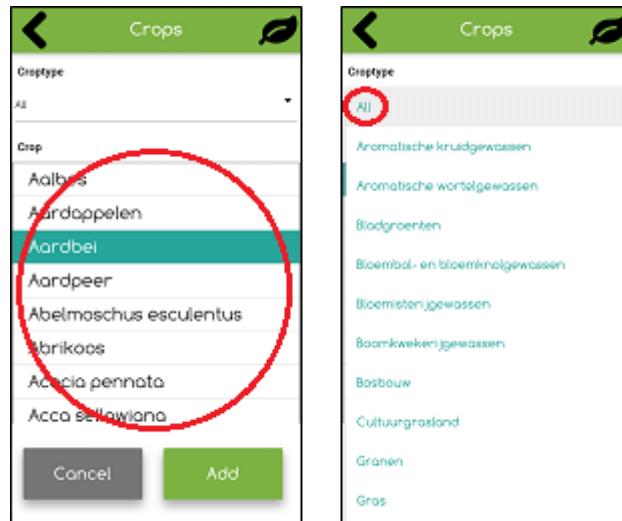 Crops
Croptype
All
Crop
Aalbes
Aardappelen
Aardbei
Aardpeer
Abelmoschus esculentus
Abrikoos
Acacia pennata
Acca sellowiana
Cancel
Add
Crops
Croptype
All
Aromatische kruidgewassen
Aromatische wortelgewassen
Bladgroenten
Bloembol- en bloemknolgewassen
Bloemisterijgewassen
Boomkwekerijgewassen
Bosbouw
Cultuurgrasland
Granen
Gras